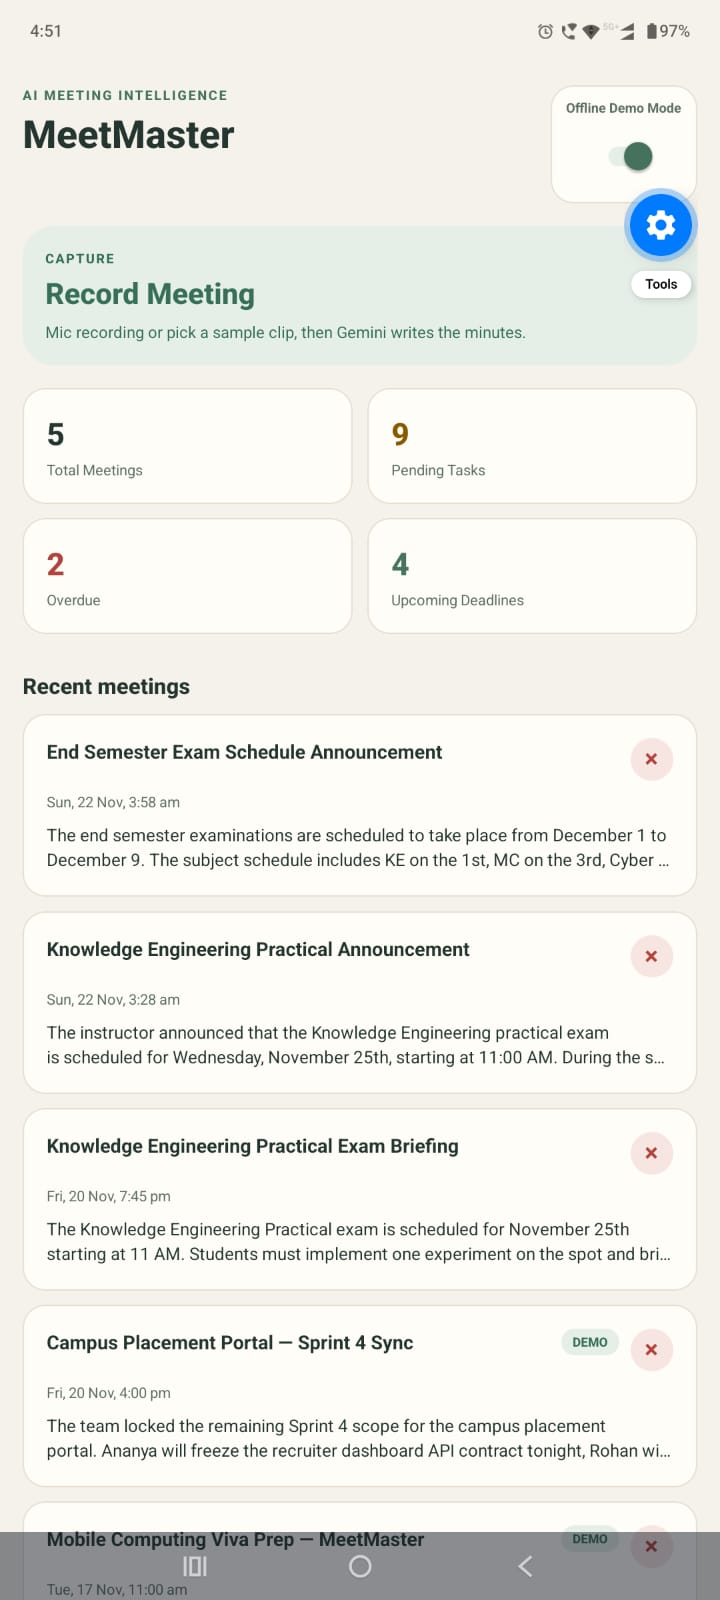 4:51
5G+
97%
AI MEETING INTELLIGENCE
MeetMaster
Offline Demo Mode
Tools
CAPTURE
Record Meeting
Mic recording or pick a sample clip, then Gemini writes the minutes.
5
Total Meetings
9
Pending Tasks
2
Overdue
4
Upcoming Deadlines
Recent meetings
End Semester Exam Schedule Announcement
Sun, 22 Nov, 3:58 am
The end semester examinations are scheduled to take place from December 1 to
December 9. The subject schedule includes KE on the 1st, MC on the 3rd, Cyber ...
Knowledge Engineering Practical Announcement
Sun, 22 Nov, 3:28 am
The instructor announced that the Knowledge Engineering practical exam
is scheduled for Wednesday, November 25th, starting at 11:00 AM. During the s...
Knowledge Engineering Practical Exam Briefing
Fri, 20 Nov, 7:45 pm
The Knowledge Engineering Practical exam is scheduled for November 25th
starting at 11 AM. Students must implement one experiment on the spot and bri...
Campus Placement Portal — Sprint 4 Sync
DEMO
Fri, 20 Nov, 4:00 pm
The team locked the remaining Sprint 4 scope for the campus placement
portal. Ananya will freeze the recruiter dashboard API contract tonight, Rohan wi...
Mobile Computing Viva Prep — MeetMaster
DEMO
Tue, 17 Nov, 11:00 am